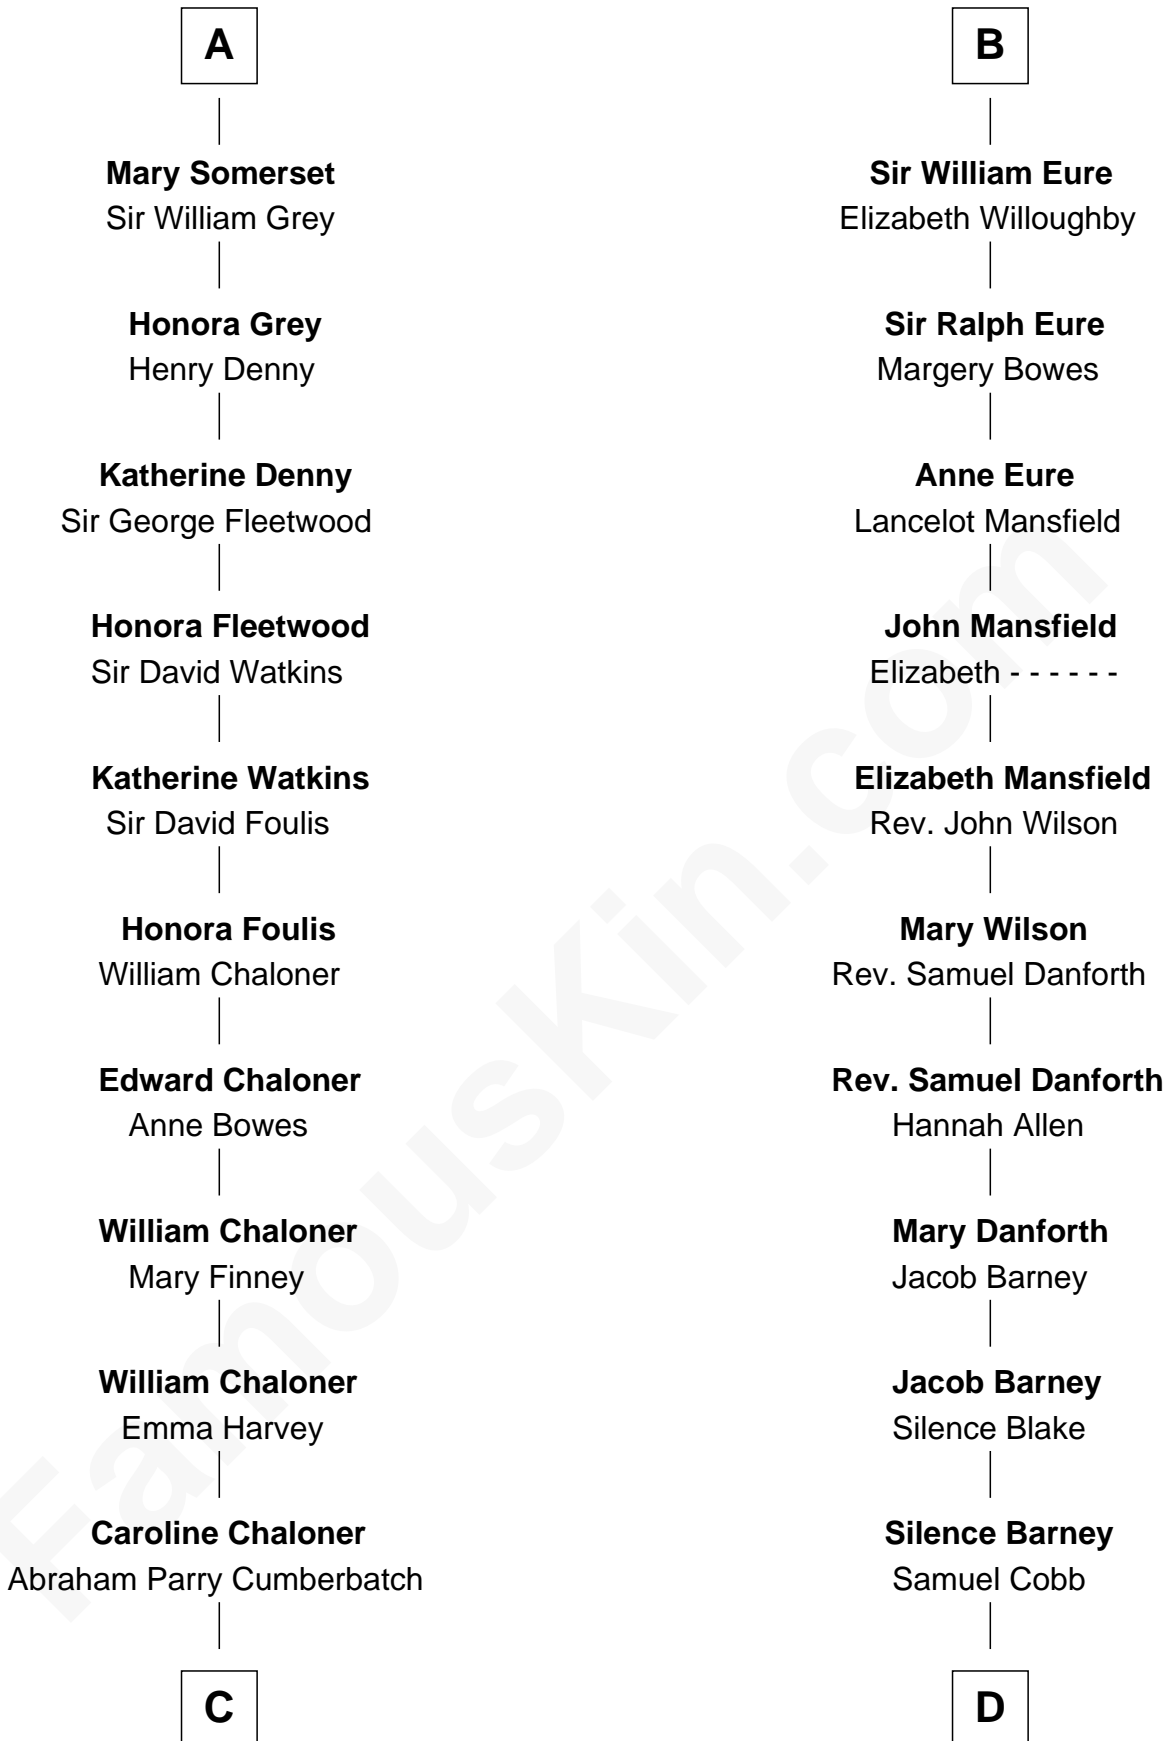 A
Mary Somerset
Sir William Grey
Honora Grey
Henry Denny
Katherine Denny
Sir George Fleetwood
Honora Fleetwood
Sir David Watkins
Katherine Watkins
Sir David Foulis
Honora Foulis
William Chaloner
Edward Chaloner
Anne Bowes
William Chaloner
Mary Finney
William Chaloner
Emma Harvey
Caroline Chaloner
Abraham Parry Cumberbatch
C
B
Sir William Eure
Elizabeth Willoughby
Sir Ralph Eure
Margery Bowes
Anne Eure
Lancelot Mansfield
John Mansfield
Elizabeth - - - - - -
Elizabeth Mansfield
Rev. John Wilson
Mary Wilson
Rev. Samuel Danforth
Rev. Samuel Danforth
Hannah Allen
Mary Danforth
Jacob Barney
Jacob Barney
Silence Blake
Silence Barney
Samuel Cobb
D
FamousKin.com